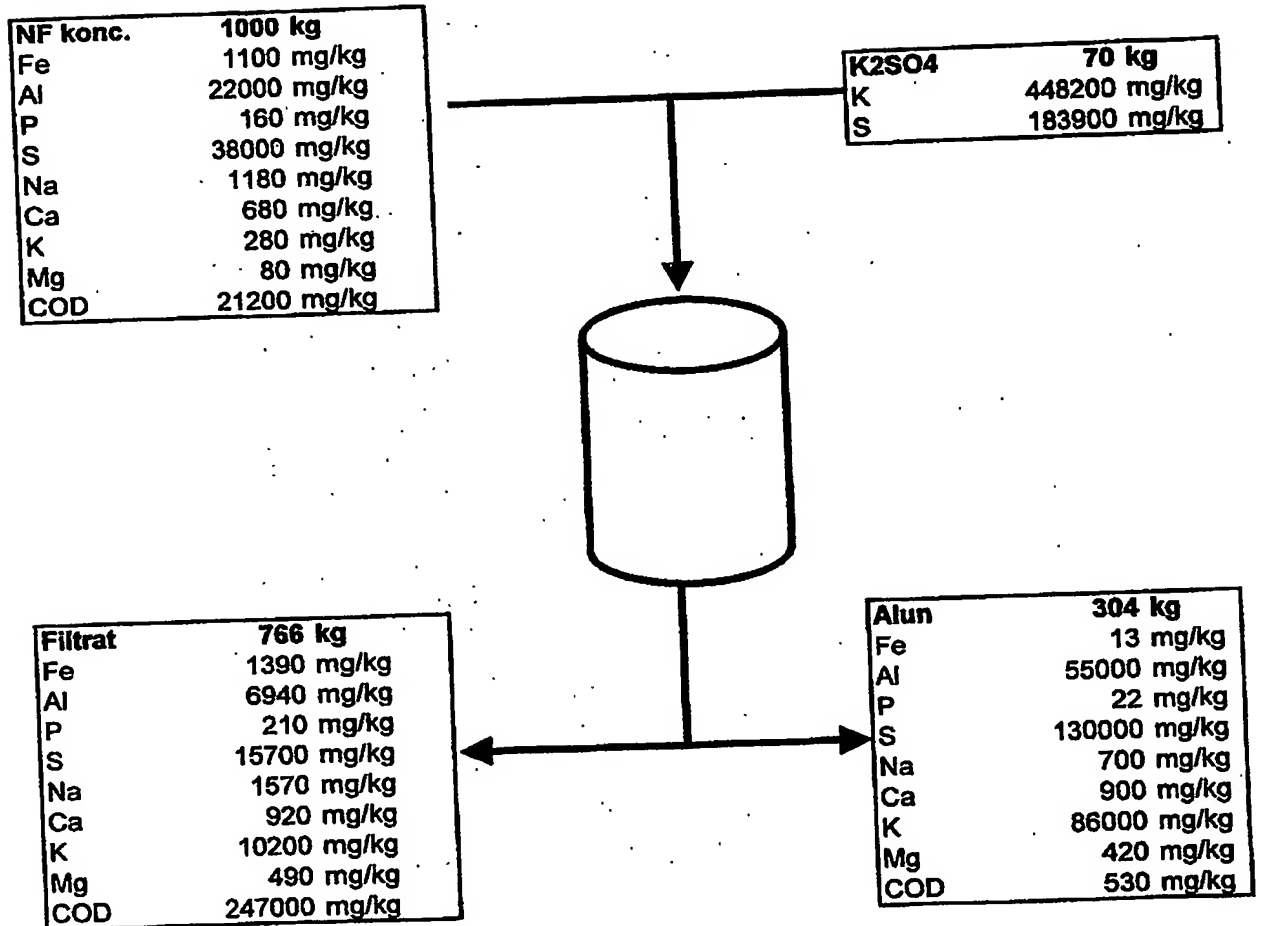 NF konc. 1000 kg
Fe 1100 mg/kg
Al 22000 mg/kg
P 160 mg/kg
S 38000 mg/kg
Na 1180 mg/kg
Ca 680 mg/kg
K 280 mg/kg
Mg 80 mg/kg
COD 21200 mg/kg
K2SO4 70 kg
K 448200 mg/kg
S 183900 mg/kg
Filtrat 766 kg
Fe 1390 mg/kg
Al 6940 mg/kg
P 210 mg/kg
S 15700 mg/kg
Na 1570 mg/kg
Ca 920 mg/kg
K 10200 mg/kg
Mg 490 mg/kg
COD 247000 mg/kg
Alun 304 kg
Fe 13 mg/kg
Al 55000 mg/kg
P 22 mg/kg
S 130000 mg/kg
Na 700 mg/kg
Ca 900 mg/kg
K 86000 mg/kg
Mg 420 mg/kg
COD 530 mg/kg